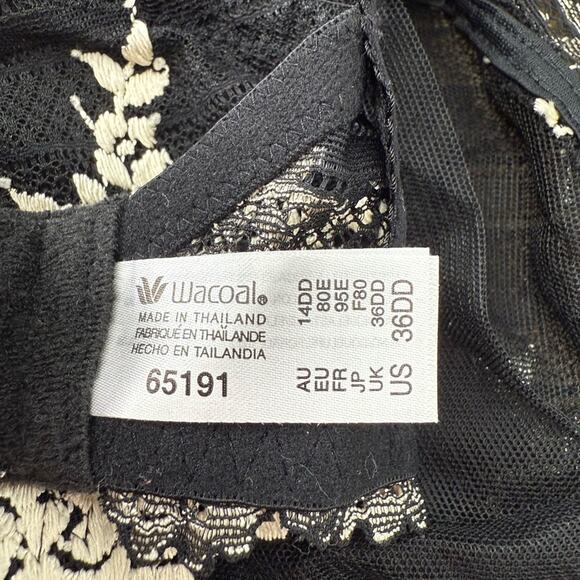 Wacoal®
MADE IN THAILAND
FABRIQUÉ EN THAÏLANDE
HECHO EN TAILANDIA
65191
AU 14DD
EU 80E
FR 95E
JP F80
UK 36DD
US 36DD